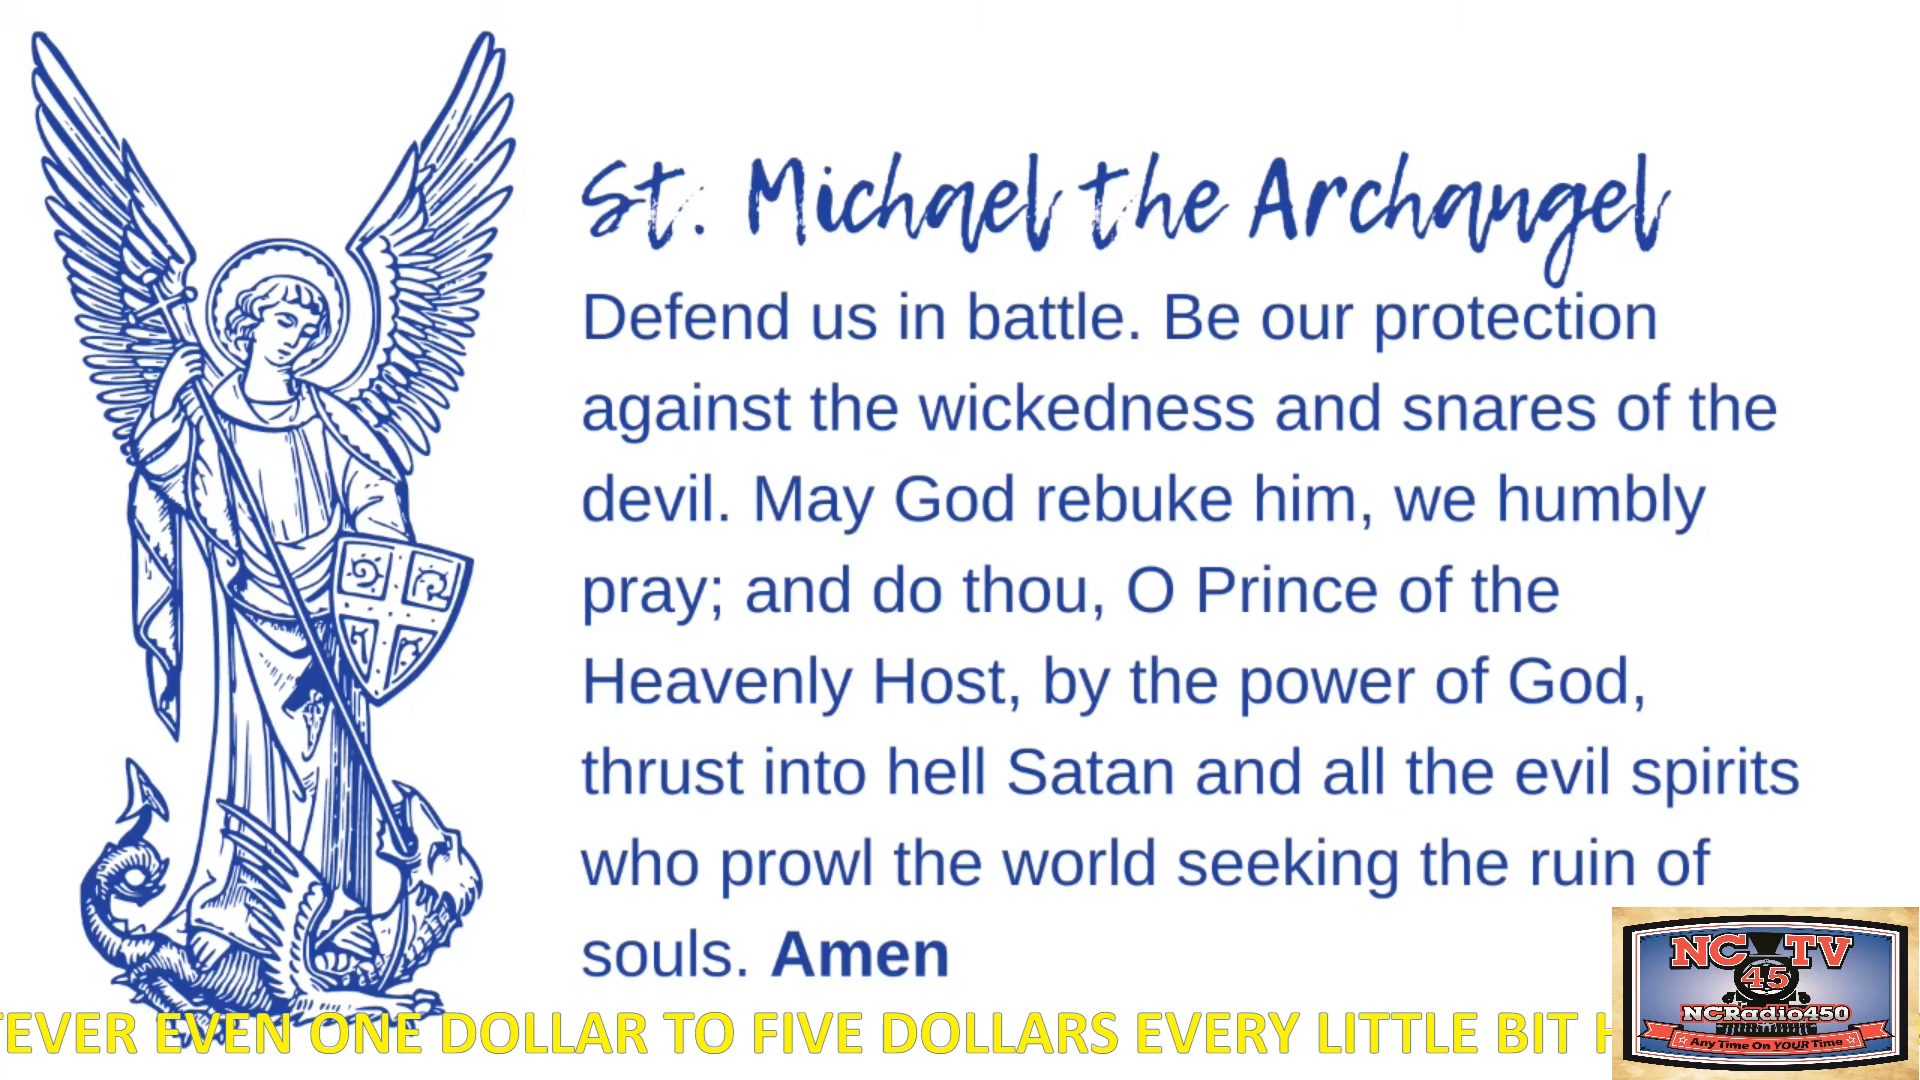 St. Michael the Archangel
Defend us in battle. Be our protection
against the wickedness and snares of the
devil. May God rebuke him, we humbly
pray; and do thou, O Prince of the
Heavenly Host, by the power of God,
thrust into hell Satan and all the evil spirits
who prowl the world seeking the ruin of
souls. Amen
TEVER EVEN ONE DOLLAR TO FIVE DOLLARS EVERY LITTLE BIT H
NC TV
45
NCRadio450
Any Time On YOUR Time